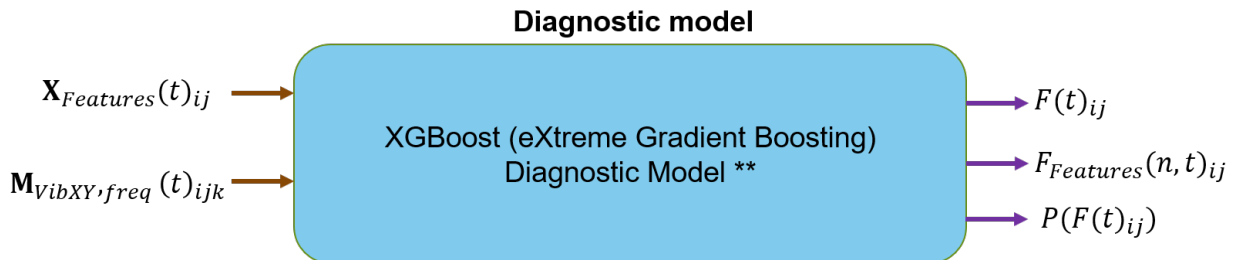 Diagnostic model
X_{Features}(t)_{ij}
M_{VibXY,freq} (t)_{ijk}
XGBoost (eXtreme Gradient Boosting)
Diagnostic Model **
F(t)_{ij}
F_{Features}(n, t)_{ij}
P(F(t)_{ij})